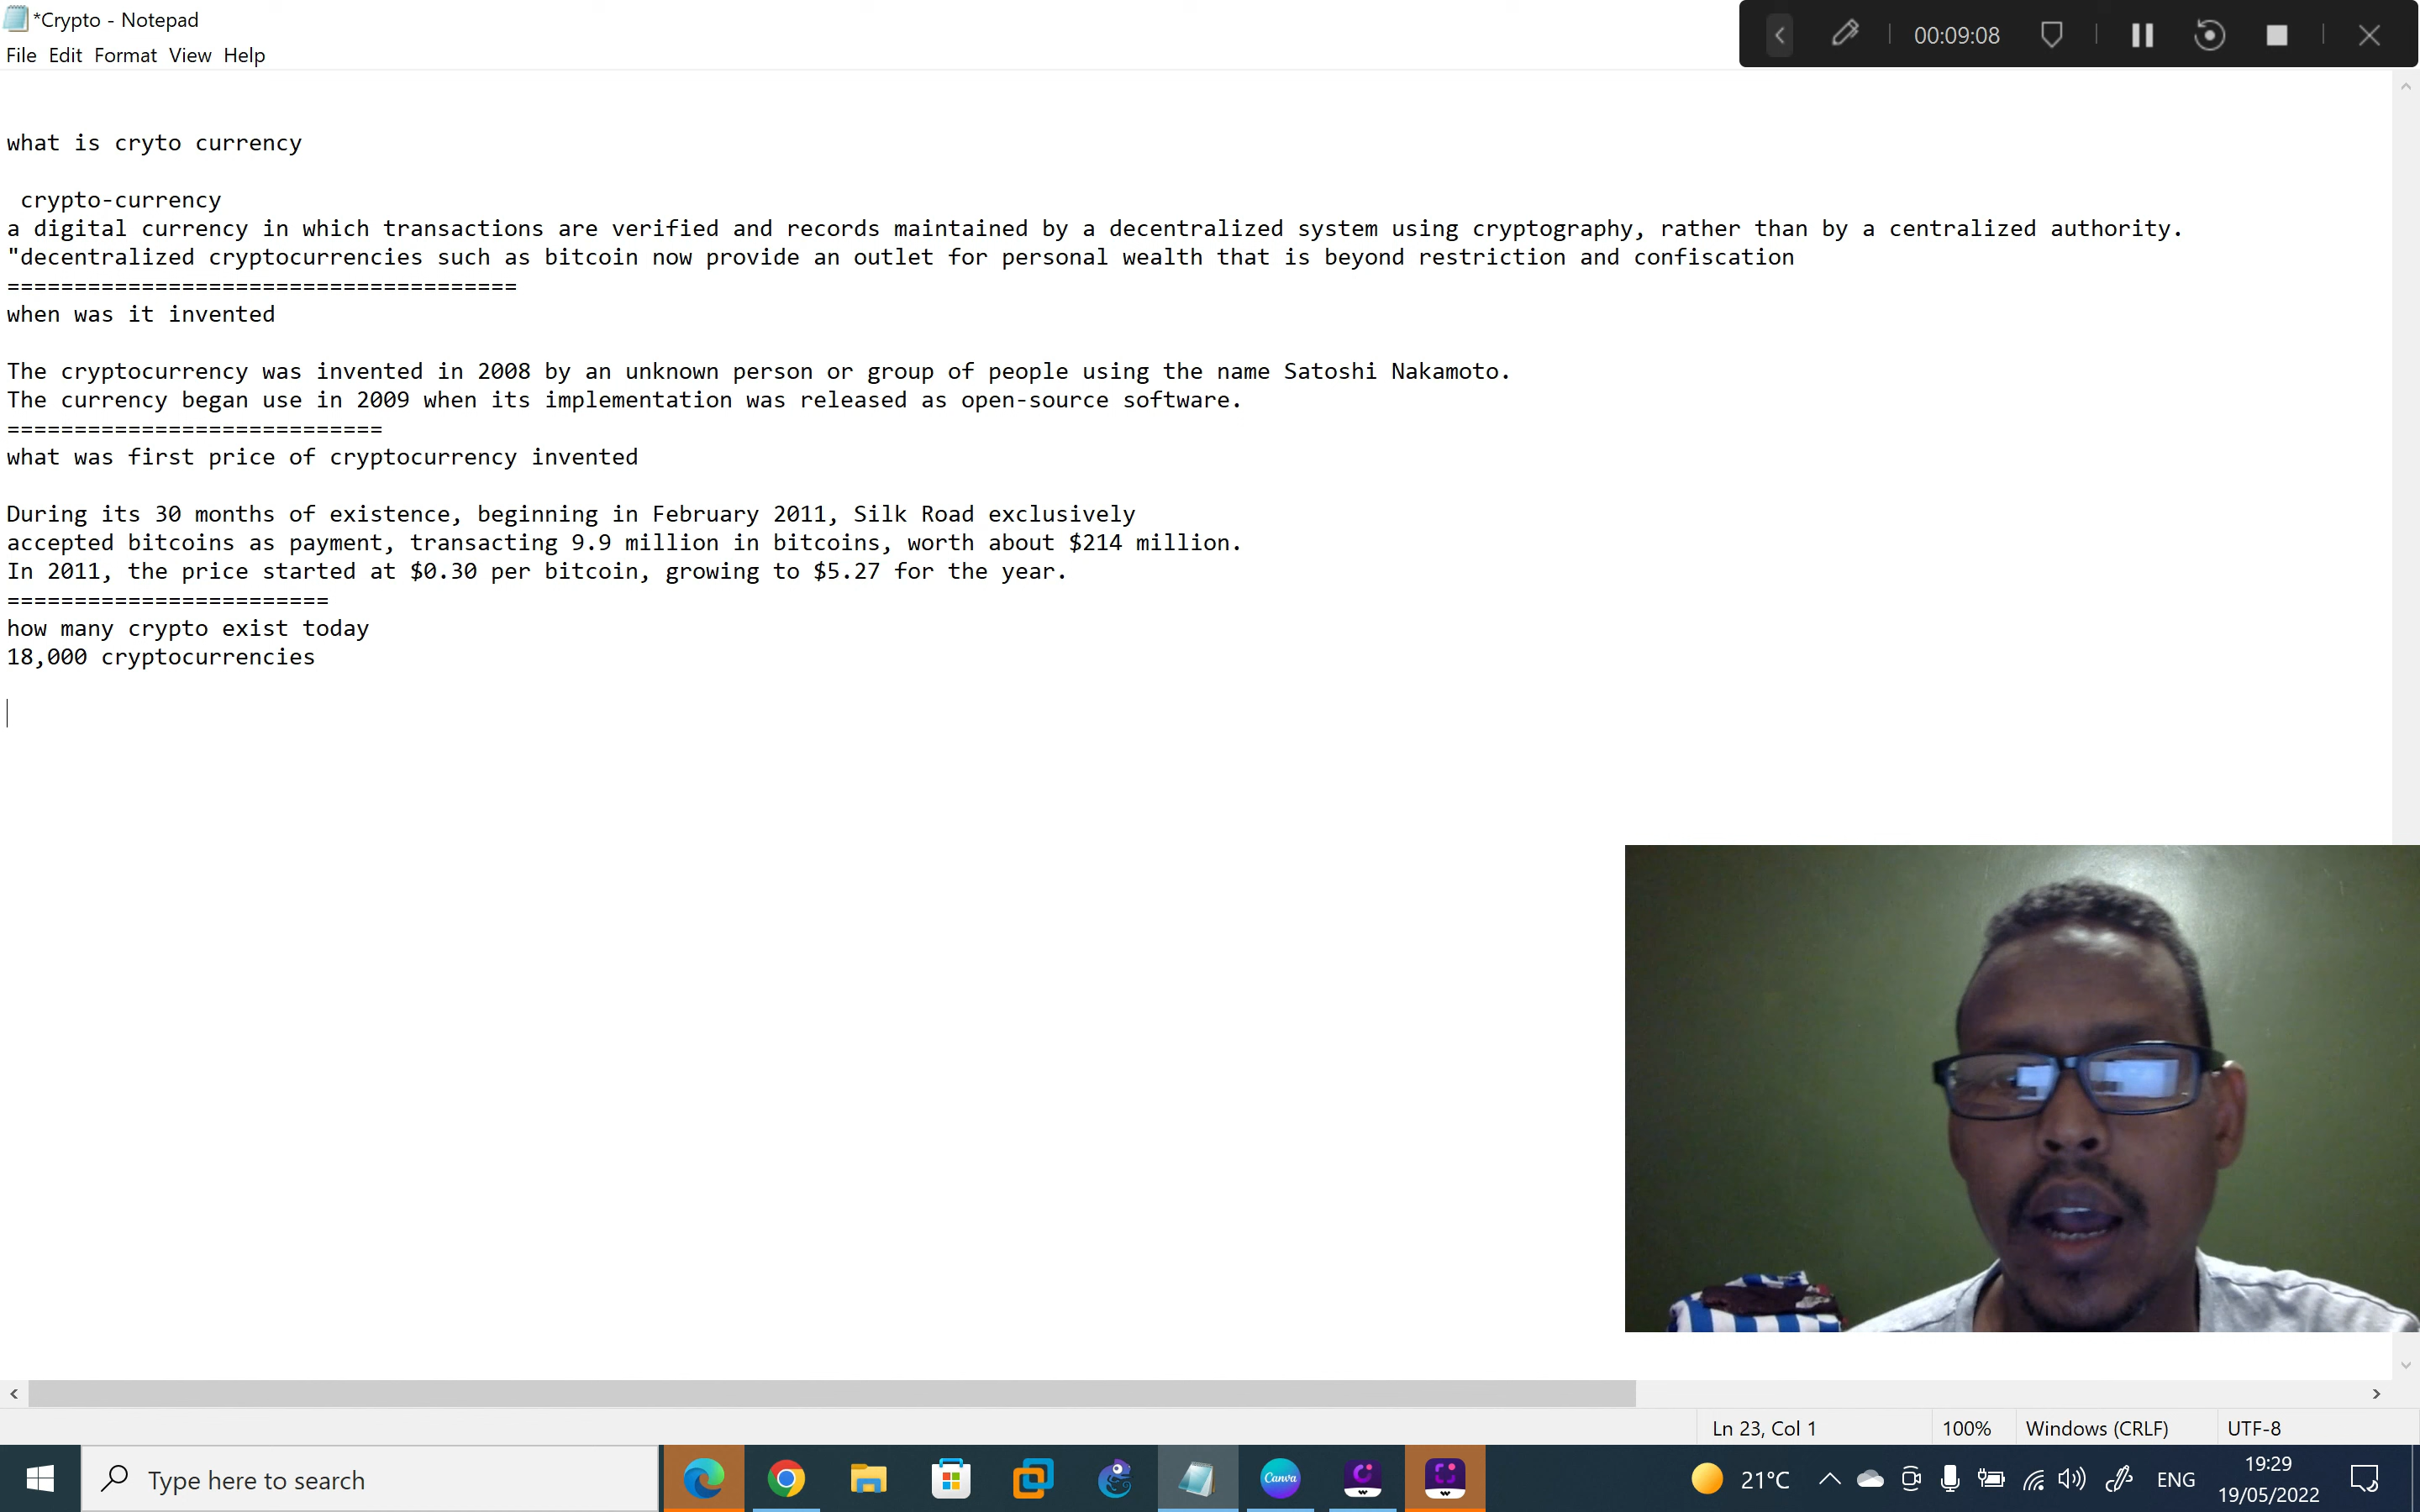 *Crypto - Notepad
File Edit Format View Help
00:09:08
what is cryto currency
crypto-currency
a digital currency in which transactions are verified and records maintained by a decentralized system using cryptography, rather than by a centralized authority.
"decentralized cryptocurrencies such as bitcoin now provide an outlet for personal wealth that is beyond restriction and confiscation
======================================
when was it invented
The cryptocurrency was invented in 2008 by an unknown person or group of people using the name Satoshi Nakamoto.
The currency began use in 2009 when its implementation was released as open-source software.
============================
what was first price of cryptocurrency invented
During its 30 months of existence, beginning in February 2011, Silk Road exclusively
accepted bitcoins as payment, transacting 9.9 million in bitcoins, worth about $214 million.
In 2011, the price started at $0.30 per bitcoin, growing to $5.27 for the year.
========================
how many crypto exist today
18,000 cryptocurrencies
Ln 23, Col 1 100% Windows (CRLF) UTF-8
Type here to search
Canva
21°C
ENG
19:29
19/05/2022